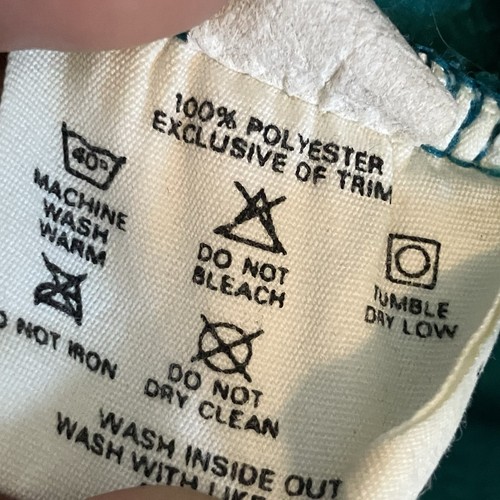 100% POLYESTER
EXCLUSIVE OF TRIM
40°
MACHINE
WASH
WARM
DO NOT
BLEACH
TUMBLE
DRY LOW
NOT IRON
DO NOT
DRY CLEAN
WASH INSIDE OUT
WASH WITH LIKE